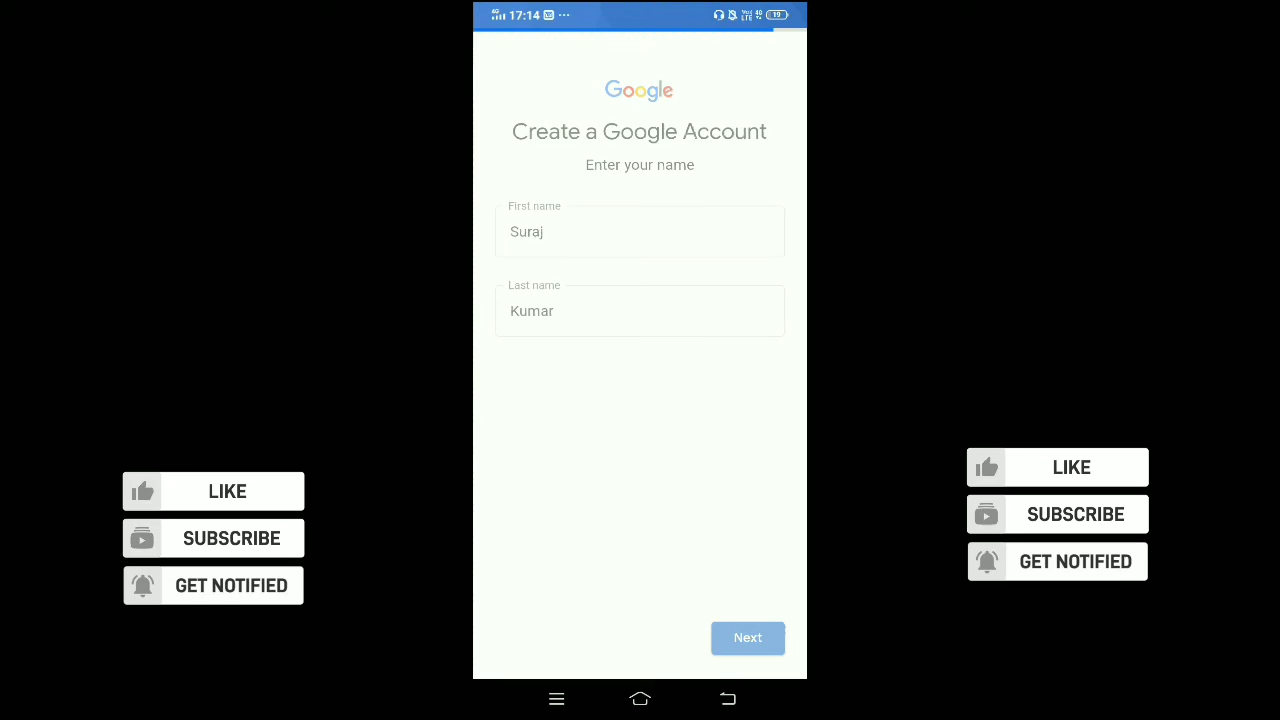 17:14
19
Google
Create a Google Account
Enter your name
First name
Suraj
Last name
Kumar
LIKE
SUBSCRIBE
GET NOTIFIED
LIKE
SUBSCRIBE
GET NOTIFIED
Next